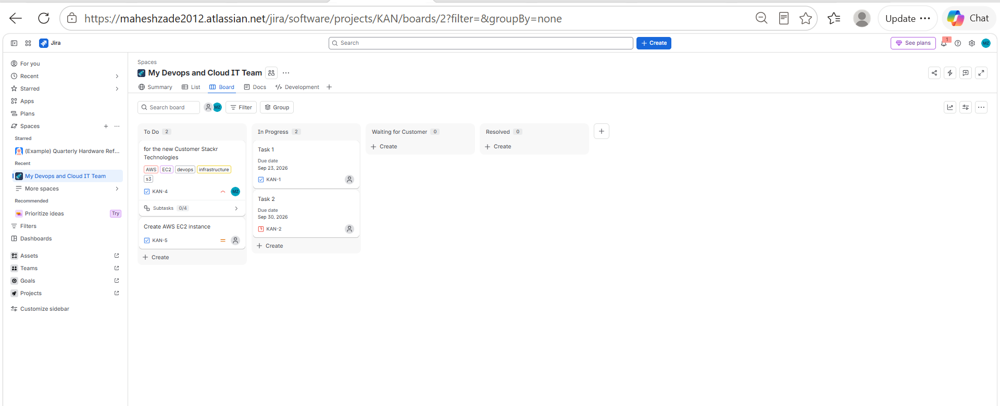 https://maheshzade2012.atlassian.net/jira/software/projects/KAN/boards/2?filter=&groupBy=none
Update
Chat
Jira
Search
Create
See plans
1
MZ
For you
Recent
Starred
Apps
Plans
Spaces
Starred
(Example) Quarterly Hardware Ref...
Recent
My Devops and Cloud IT Team
More spaces
Recommended
Prioritize ideas
Try
Filters
Dashboards
Assets
Teams
Goals
Projects
Customize sidebar
Spaces
My Devops and Cloud IT Team
Summary
List
Board
Docs
Development
Search board
MZ
Filter
Group
To Do 2
for the new Customer Stackr
Technologies
AWS EC2 devops infrastructure
s3
KAN-4
MZ
Subtasks 0/4
Create AWS EC2 instance
KAN-5
Create
In Progress 2
Task 1
Due date
Sep 23, 2026
KAN-1
Task 2
Due date
Sep 30, 2026
KAN-2
Create
Waiting for Customer 0
Create
Resolved 0
Create